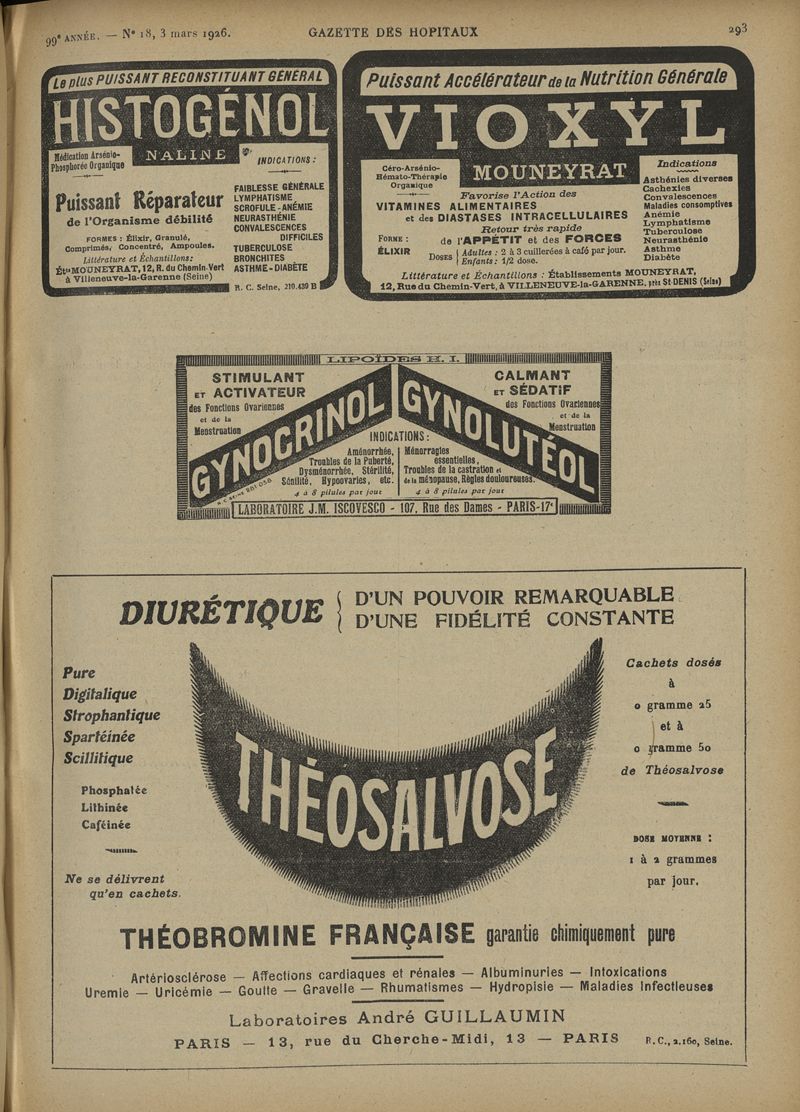 99e ANNÉE. — N° 18, 3 mars 1926.
GAZETTE DES HOPITAUX
293
Le plus PUISSANT RECONSTITUANT GÉNÉRAL
HISTOGÉNOL
NALINE
Médication Arsénio-
Phosphorée Organique
Puissant Réparateur
de l'Organisme débilité
FORMES : Élixir, Granulé,
Comprimés, Concentré, Ampoules.
Littérature et Échantillons:
Éts MOUNEYRAT, 12, R. du Chemin-Vert
à Villeneuve-la-Garenne (Seine)
INDICATIONS :
FAIBLESSE GÉNÉRALE
LYMPHATISME
SCROFULE - ANÉMIE
NEURASTHÉNIE
CONVALESCENCES
DIFFICILES
TUBERCULOSE
BRONCHITES
ASTHME - DIABÈTE
R. C. Seine, 210.439 B
Puissant Accélérateur de la Nutrition Générale
VIOXYL
MOUNEYRAT
Céro-Arsénio-
Hémato-Thérapie
Organique
Favorise l'Action des
VITAMINES ALIMENTAIRES
et des DIASTASES INTRACELLULAIRES
Retour très rapide
de l'APPÉTIT et des FORCES
FORME :
ÉLIXIR
DOSES { Adultes : 2 à 3 cuillerées à café par jour.
Enfants : 1/2 dose.
Indications
Asthénies diverses
Cachexies
Convalescences
Maladies consomptives
Anémie
Lymphatisme
Tuberculose
Neurasthénie
Asthme
Diabète
Littérature et Échantillons : Établissements MOUNEYRAT,
12, Rue du Chemin-Vert, à VILLENEUVE-la-GARENNE, près St-DENIS (Seine)
LIPOÏDES H. I.
STIMULANT
ET ACTIVATEUR
des Fonctions Ovariennes
et de la
Menstruation
GYNOCRINOL
CALMANT
ET SÉDATIF
des Fonctions Ovariennes
et de la
Menstruation
GYNOLUTÉOL
INDICATIONS :
Aménorrhée,
Troubles de la Puberté,
Dysménorrhée, Stérilité,
Sénilité, Hypoovaries, etc.
4 à 8 pilules par jour
Ménorragies
essentielles,
Troubles de la castration et
de la ménopause, Règles douloureuses.
4 à 8 pilules par jour
LABORATOIRE J.M. ISCOVESCO - 107, Rue des Dames - PARIS-17e
DIURÉTIQUE { D'UN POUVOIR REMARQUABLE
D'UNE FIDÉLITÉ CONSTANTE
Pure
Digitalique
Strophantique
Spartéinée
Scillitique
Phosphatée
Lithinée
Caféinée
Ne se délivrent
qu'en cachets.
THÉOSALVOSE
Cachets dosés
à
0 gramme 25
et à
0 gramme 50
de Théosalvose
DOSE MOYENNE :
1 à 2 grammes
par jour.
THÉOBROMINE FRANÇAISE garantie chimiquement pure
Artériosclérose — Affections cardiaques et rénales — Albuminuries — Intoxications
Uremie — Uricémie — Goutte — Gravelle — Rhumatismes — Hydropisie — Maladies infectieuses
Laboratoires André GUILLAUMIN
PARIS — 13, rue du Cherche-Midi, 13 — PARIS
R.C., 2.160, Seine.